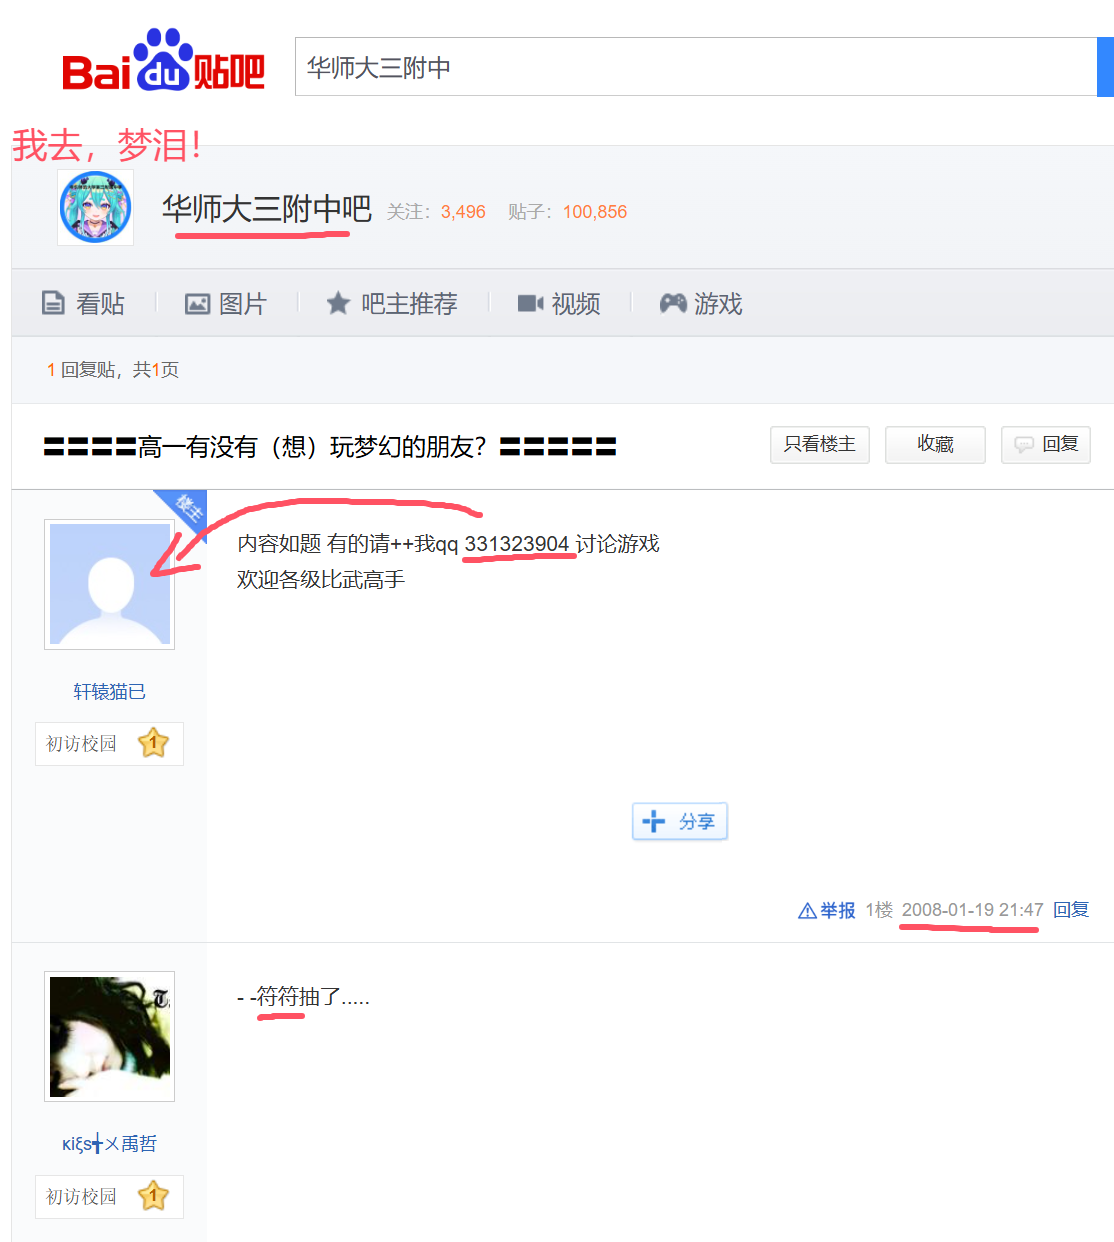 Bai du 贴吧
华师大三附中
我去，梦泪！
华师大三附中吧 关注：3,496 贴子：100,856
看贴 图片 吧主推荐 视频 游戏
1 回复贴，共1页
〓〓〓〓高一有没有（想）玩梦幻的朋友？〓〓〓〓〓
只看楼主 收藏 回复
楼主
内容如题 有的请++我qq 331323904 讨论游戏
欢迎各级比武高手
轩辕猫已
初访校园 1
分享
举报 1楼 2008-01-19 21:47 回复
- -符符抽了.....
κiξs╋メ禹哲
初访校园 1